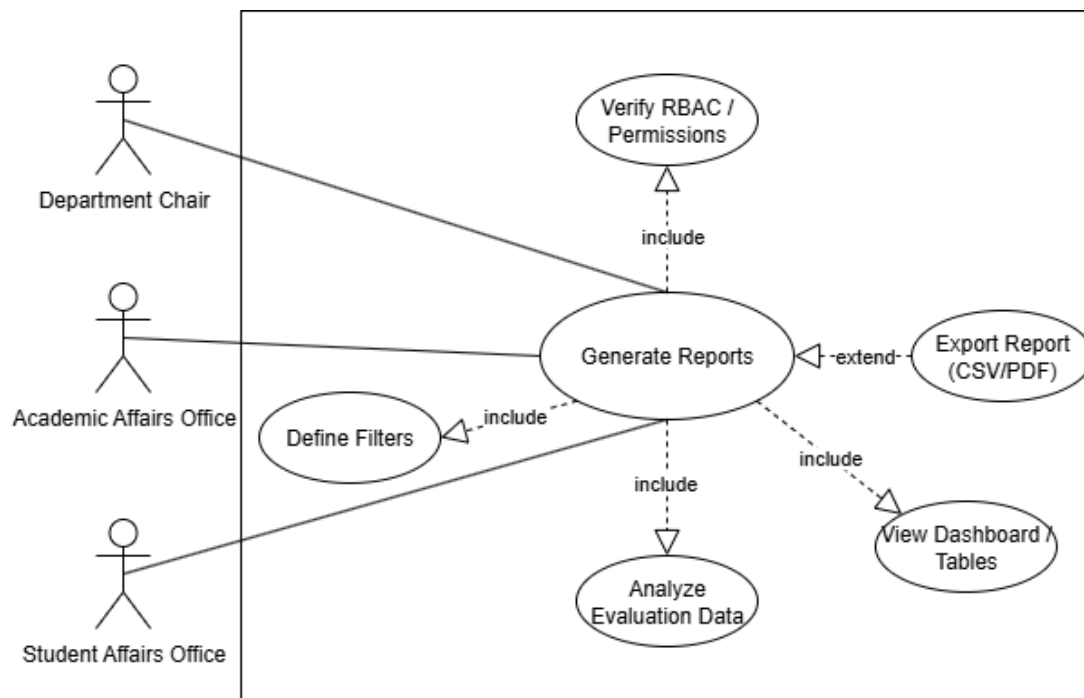 Verify RBAC /
Permissions
Department Chair
include
Generate Reports
extend
Export Report
(CSV/PDF)
Academic Affairs Office
include
Define Filters
include
include
View Dashboard /
Tables
Analyze
Evaluation Data
Student Affairs Office